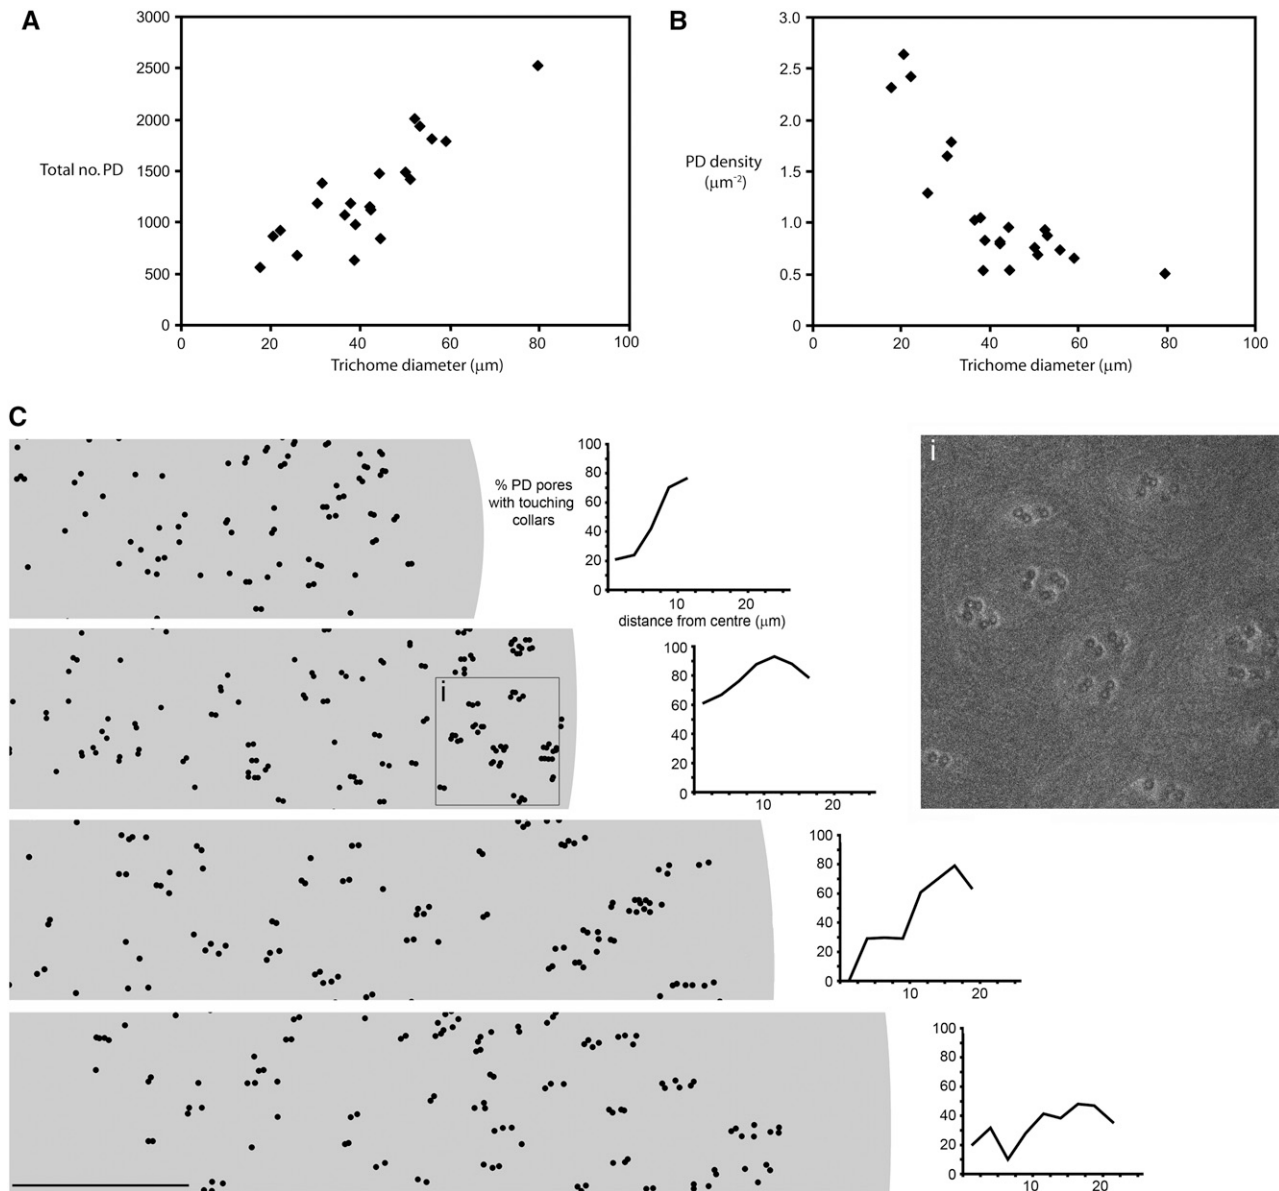 A
3000
2500
2000
1500
1000
500
0
Total no. PD
0 20 40 60 80 100
Trichome diameter (µm)
B
3.0
2.5
2.0
1.5
1.0
0.5
0
PD density
(µm⁻²)
0 20 40 60 80 100
Trichome diameter (µm)
C
% PD pores
with touching
collars
100
80
60
40
20
0
10 20
distance from centre (µm)
i
100
80
60
40
20
0
10 20
i
100
80
60
40
20
0
10 20
100
80
60
40
20
0
10 20